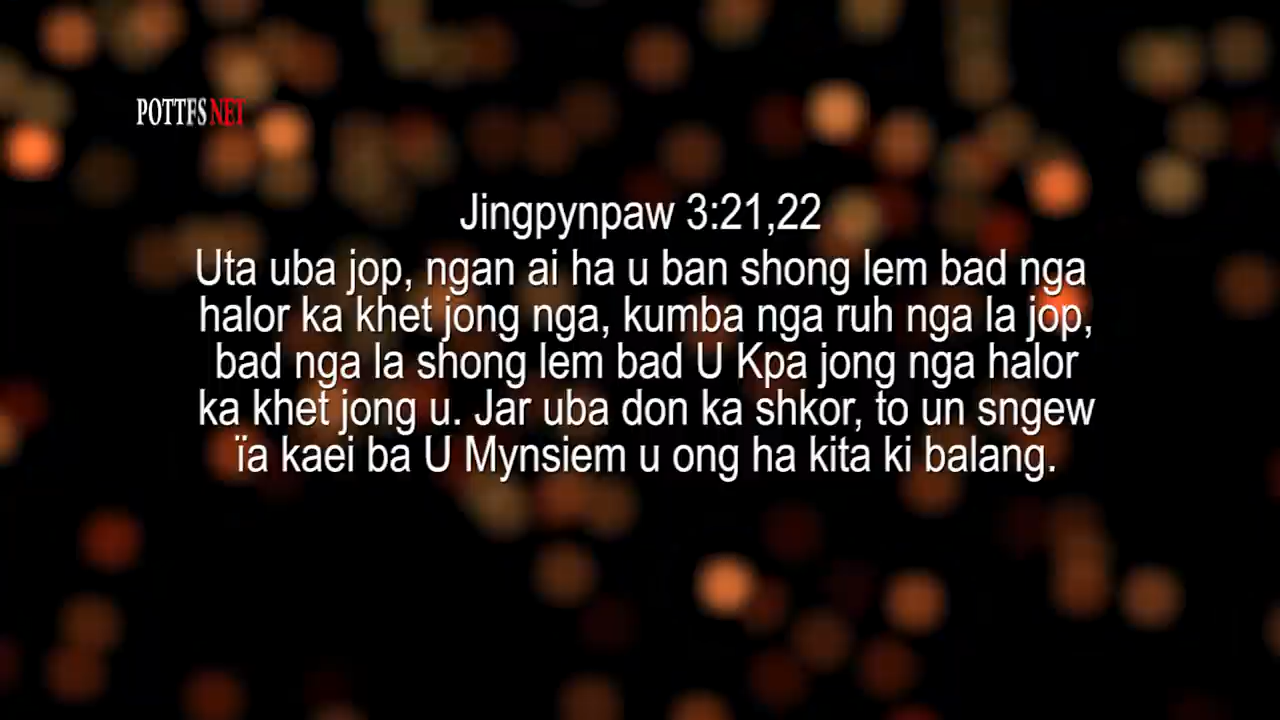 POTTFSNET
Jingpynpaw 3:21,22
Uta uba jop, ngan ai ha u ban shong lem bad nga
halor ka khet jong nga, kumba nga ruh nga la jop,
bad nga la shong lem bad U Kpa jong nga halor
ka khet jong u. Jar uba don ka shkor, to un sngew
ïa kaei ba U Mynsiem u ong ha kita ki balang.